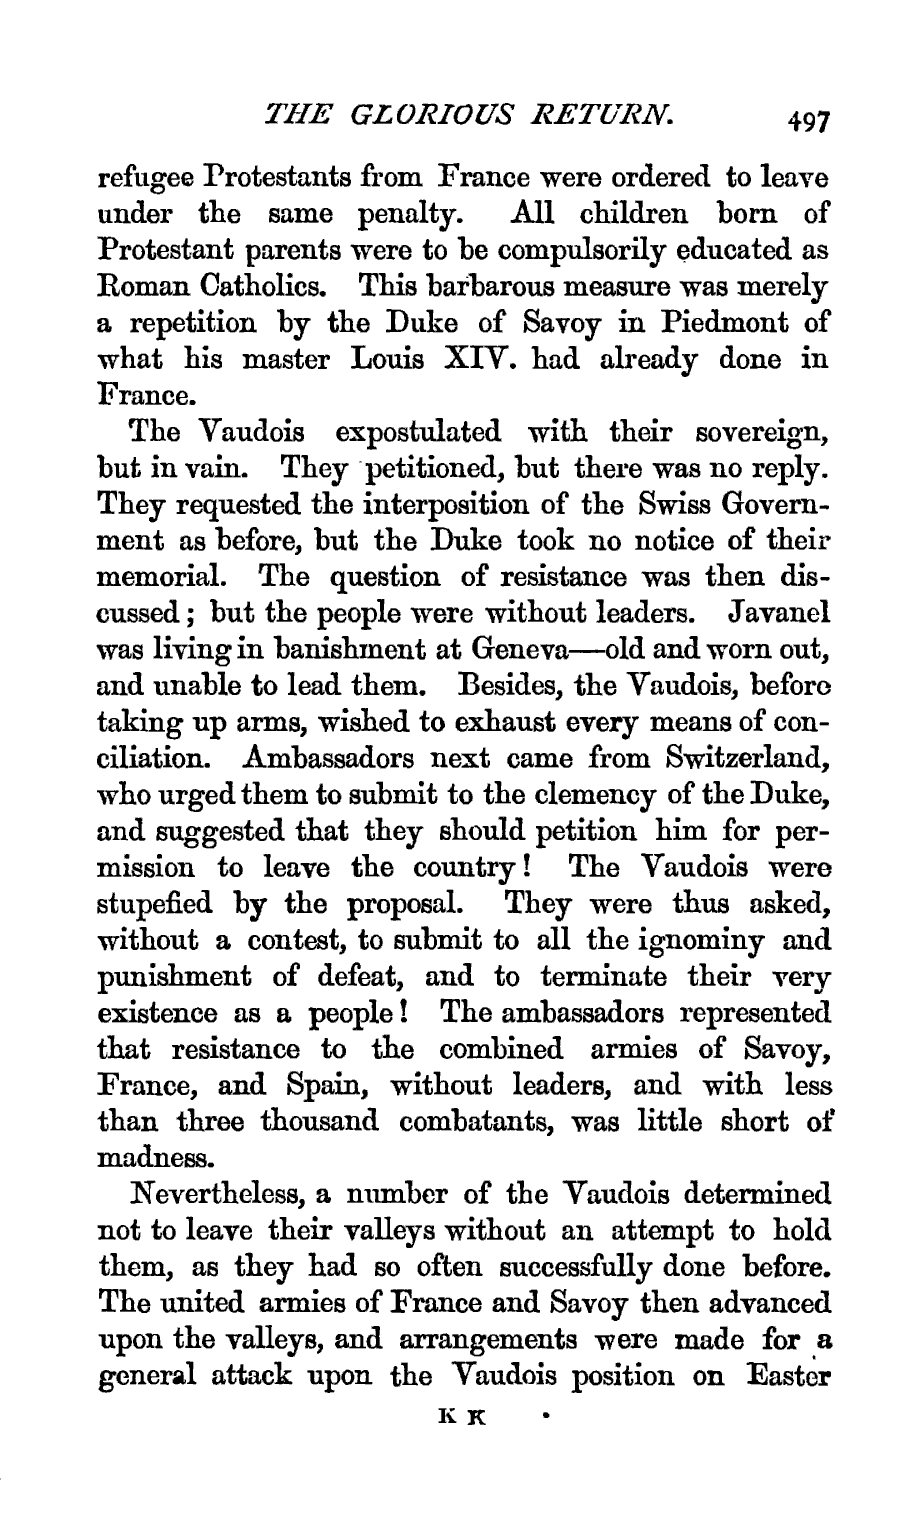 THE GLORIOUS RETURN. 497
refugee Protestants from France were ordered to leave
under the same penalty. All children born of
Protestant parents were to be compulsorily educated as
Roman Catholics. This barbarous measure was merely
a repetition by the Duke of Savoy in Piedmont of
what his master Louis XIV. had already done in
France.
The Vaudois expostulated with their sovereign,
but in vain. They petitioned, but there was no reply.
They requested the interposition of the Swiss Govern-
ment as before, but the Duke took no notice of their
memorial. The question of resistance was then dis-
cussed; but the people were without leaders. Javanel
was living in banishment at Geneva—old and worn out,
and unable to lead them. Besides, the Vaudois, before
taking up arms, wished to exhaust every means of con-
ciliation. Ambassadors next came from Switzerland,
who urged them to submit to the clemency of the Duke,
and suggested that they should petition him for per-
mission to leave the country! The Vaudois were
stupefied by the proposal. They were thus asked,
without a contest, to submit to all the ignominy and
punishment of defeat, and to terminate their very
existence as a people! The ambassadors represented
that resistance to the combined armies of Savoy,
France, and Spain, without leaders, and with less
than three thousand combatants, was little short of
madness.
Nevertheless, a number of the Vaudois determined
not to leave their valleys without an attempt to hold
them, as they had so often successfully done before.
The united armies of France and Savoy then advanced
upon the valleys, and arrangements were made for a
general attack upon the Vaudois position on Easter
K K